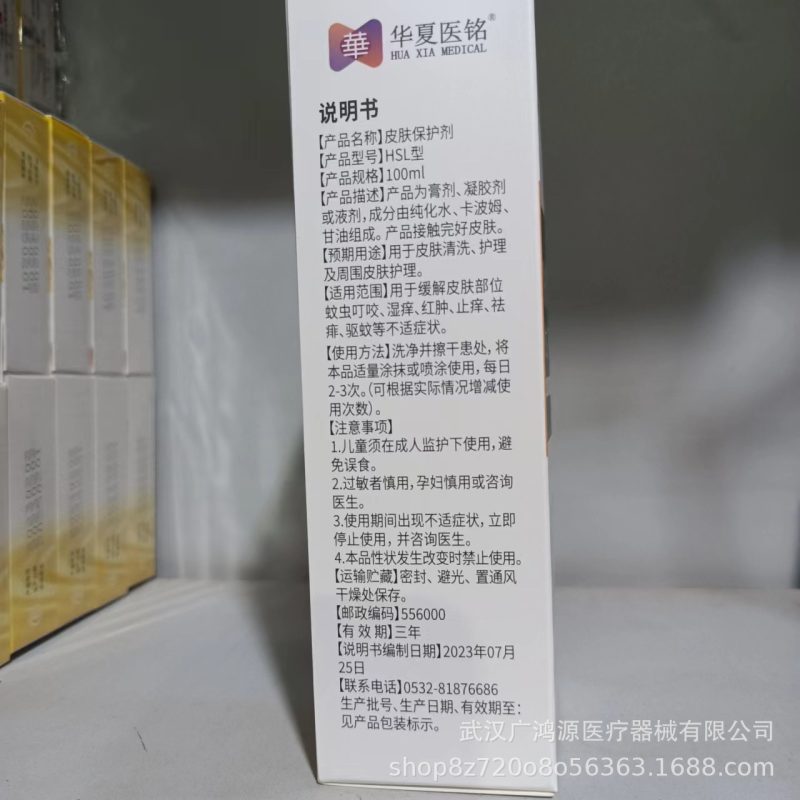 華
华夏医铭®
HUA XIA MEDICAL
说明书
【产品名称】皮肤保护剂
【产品型号】HSL型
【产品规格】100ml
【产品描述】产品为膏剂、凝胶剂
或液剂,成分由纯化水、卡波姆、
甘油组成。产品接触完好皮肤。
【预期用途】用于皮肤清洗、护理
及周围皮肤护理。
【适用范围】用于缓解皮肤部位
蚊虫叮咬、湿痒、红肿、止痒、祛
痱、驱蚊等不适症状。
【使用方法】洗净并擦干患处,将
本品适量涂抹或喷涂使用,每日
2-3次。(可根据实际情况增减使
用次数)。
【注意事项】
1.儿童须在成人监护下使用,避
免误食。
2.过敏者慎用,孕妇慎用或咨询
医生。
3.使用期间出现不适症状,立即
停止使用,并咨询医生。
4.本品性状发生改变时禁止使用。
【运输贮藏】密封、避光、置通风
干燥处保存。
【邮政编码】556000
【有 效 期】三年
【说明书编制日期】2023年07月
25日
【联系电话】0532-81876686
生产批号、生产日期、有效期至:
见产品包装标示。
武汉广鸿源医疗器械有限公司
shop8z720o8o56363.1688.com